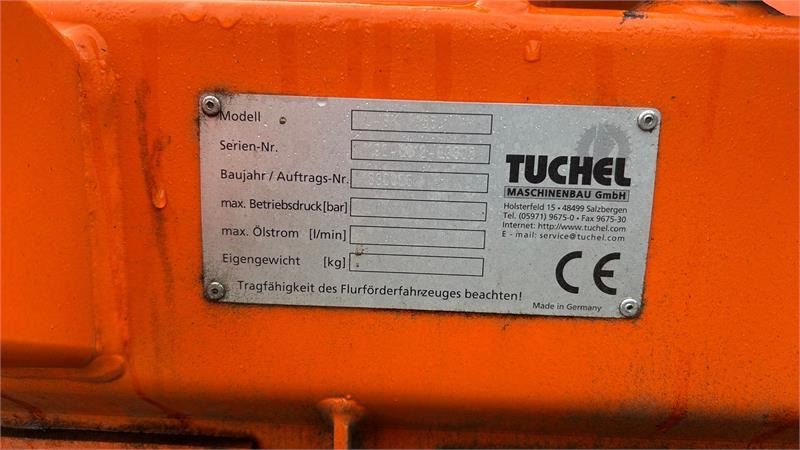 Modell
Serien-Nr.
Baujahr / Auftrags-Nr.
max. Betriebsdruck [bar]
max. Ölstrom [l/min]
Eigengewicht [kg]
Tragfähigkeit des Flurförderfahrzeuges beachten!
TUCHEL
MASCHINENBAU GmbH
Holsterfeld 15 • 48499 Salzbergen
Tel. (05971) 9675-0 • Fax 9675-30
Internet: http://www.tuchel.com
E - mail: service@tuchel.com
CE
Made in Germany